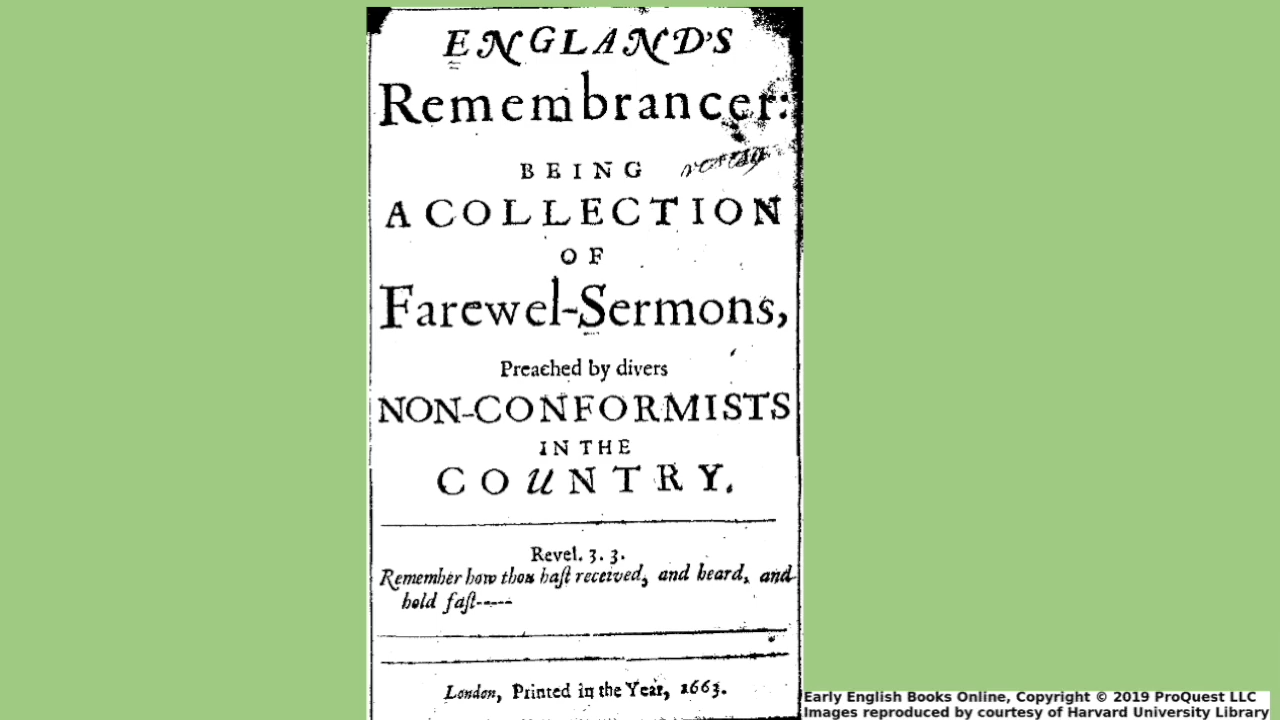 ENGLAND'S
Remembrancer:
BEING
A COLLECTION
OF
Farewel-Sermons,
Preached by divers
NON-CONFORMISTS
IN THE
COUNTRY.
Revel. 3. 3.
Remember how thou haſt received, and heard, and
hold faſt-----
London, Printed in the Year, 1663.
Early English Books Online, Copyright © 2019 ProQuest LLC
Images reproduced by courtesy of Harvard University Library